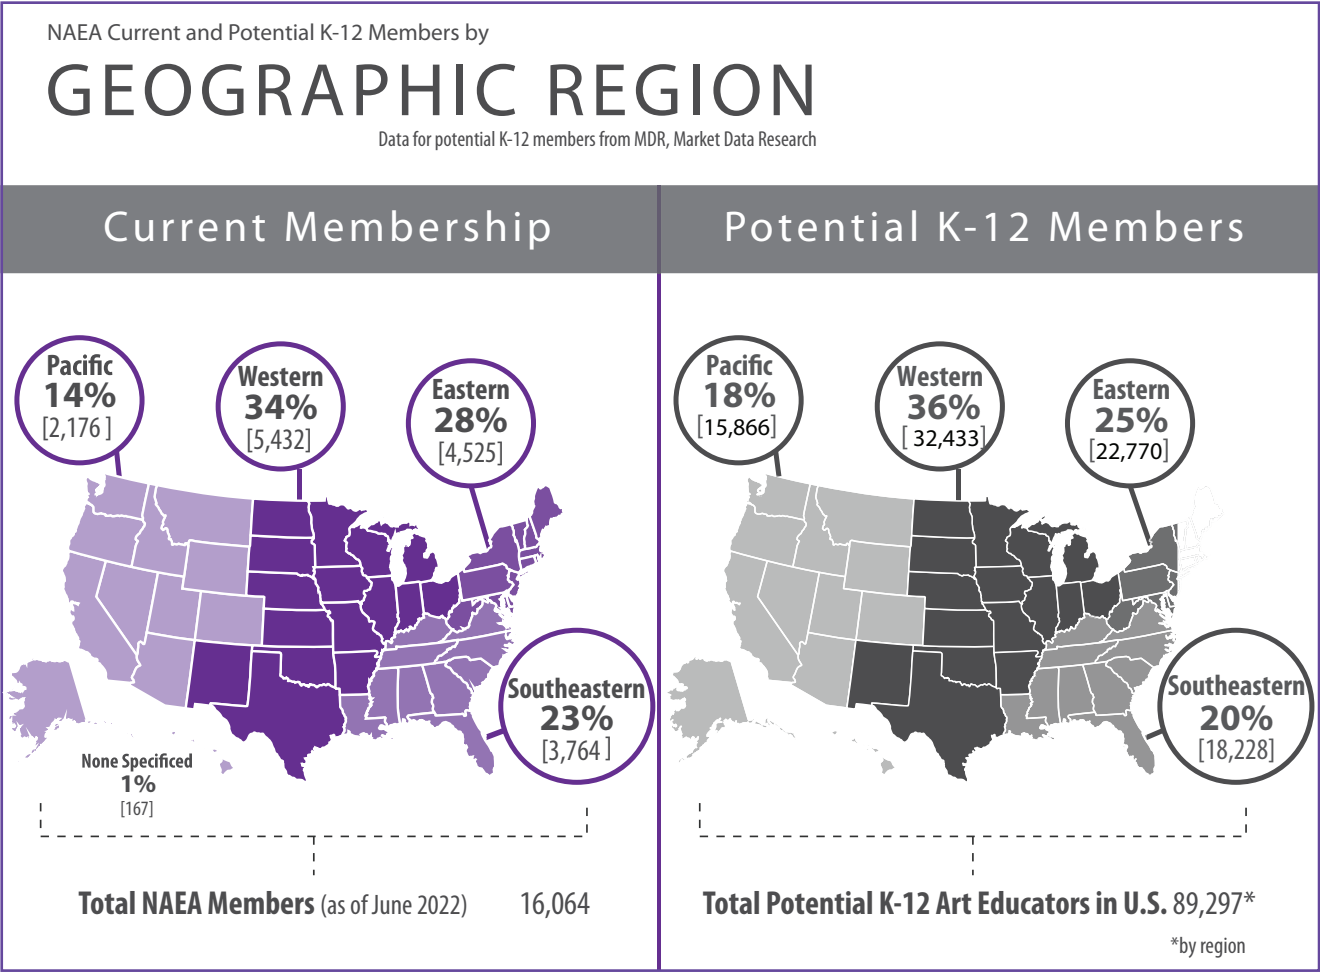 NAEA Current and Potential K-12 Members by
GEOGRAPHIC REGION
Data for potential K-12 members from MDR, Market Data Research
Current Membership
Pacific
14%
[2,176 ]
Western
34%
[5,432]
Eastern
28%
[4,525]
Southeastern
23%
[3,764 ]
None Specificed
1%
[167]
Total NAEA Members (as of June 2022) 16,064
Potential K-12 Members
Pacific
18%
[15,866]
Western
36%
[ 32,433]
Eastern
25%
[22,770]
Southeastern
20%
[18,228]
Total Potential K-12 Art Educators in U.S. 89,297*
*by region